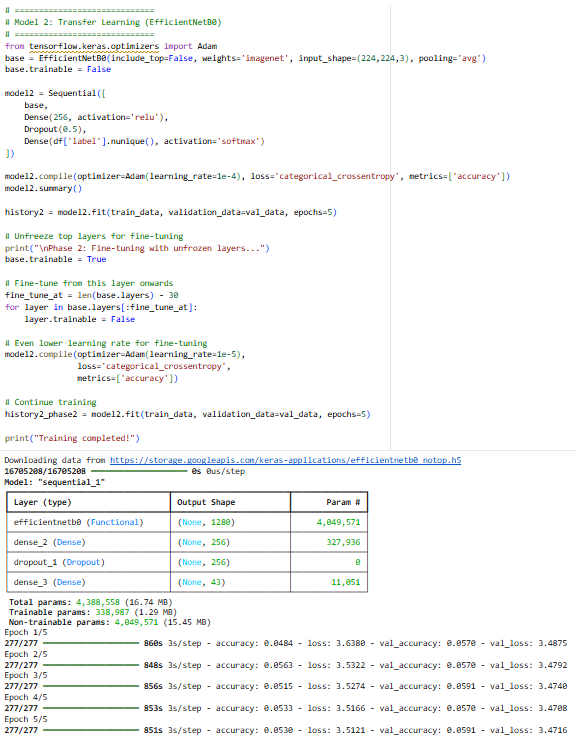 # =============================
# Model 2: Transfer Learning (EfficientNetB0)
# =============================
from tensorflow.keras.optimizers import Adam
base = EfficientNetB0(include_top=False, weights='imagenet', input_shape=(224,224,3), pooling='avg')
base.trainable = False
model2 = Sequential([
base,
Dense(256, activation='relu'),
Dropout(0.5),
Dense(df['label'].nunique(), activation='softmax')
])
model2.compile(optimizer=Adam(learning_rate=1e-4), loss='categorical_crossentropy', metrics=['accuracy'])
model2.summary()
history2 = model2.fit(train_data, validation_data=val_data, epochs=5)
# Unfreeze top layers for fine-tuning
print("\nPhase 2: Fine-tuning with unfrozen layers...")
base.trainable = True
# Fine-tune from this layer onwards
fine_tune_at = len(base.layers) - 30
for layer in base.layers[:fine_tune_at]:
layer.trainable = False
# Even lower learning rate for fine-tuning
model2.compile(optimizer=Adam(learning_rate=1e-5),
loss='categorical_crossentropy',
metrics=['accuracy'])
# Continue training
history2_phase2 = model2.fit(train_data, validation_data=val_data, epochs=5)
print("Training completed!")
Downloading data from https://storage.googleapis.com/keras-applications/efficientnetb0_notop.h5
16705208/16705208 0s 0us/step
Model: "sequential_1"
Layer (type) Output Shape Param #
efficientnetb0 (Functional) (None, 1280) 4,049,571
dense_2 (Dense) (None, 256) 327,936
dropout_1 (Dropout) (None, 256) 0
dense_3 (Dense) (None, 43) 11,051
Total params: 4,388,558 (16.74 MB)
Trainable params: 338,987 (1.29 MB)
Non-trainable params: 4,049,571 (15.45 MB)
Epoch 1/5
277/277 860s 3s/step - accuracy: 0.0484 - loss: 3.6380 - val_accuracy: 0.0570 - val_loss: 3.4875
Epoch 2/5
277/277 848s 3s/step - accuracy: 0.0563 - loss: 3.5322 - val_accuracy: 0.0570 - val_loss: 3.4792
Epoch 3/5
277/277 856s 3s/step - accuracy: 0.0515 - loss: 3.5274 - val_accuracy: 0.0591 - val_loss: 3.4740
Epoch 4/5
277/277 853s 3s/step - accuracy: 0.0533 - loss: 3.5166 - val_accuracy: 0.0570 - val_loss: 3.4708
Epoch 5/5
277/277 851s 3s/step - accuracy: 0.0530 - loss: 3.5121 - val_accuracy: 0.0591 - val_loss: 3.4716